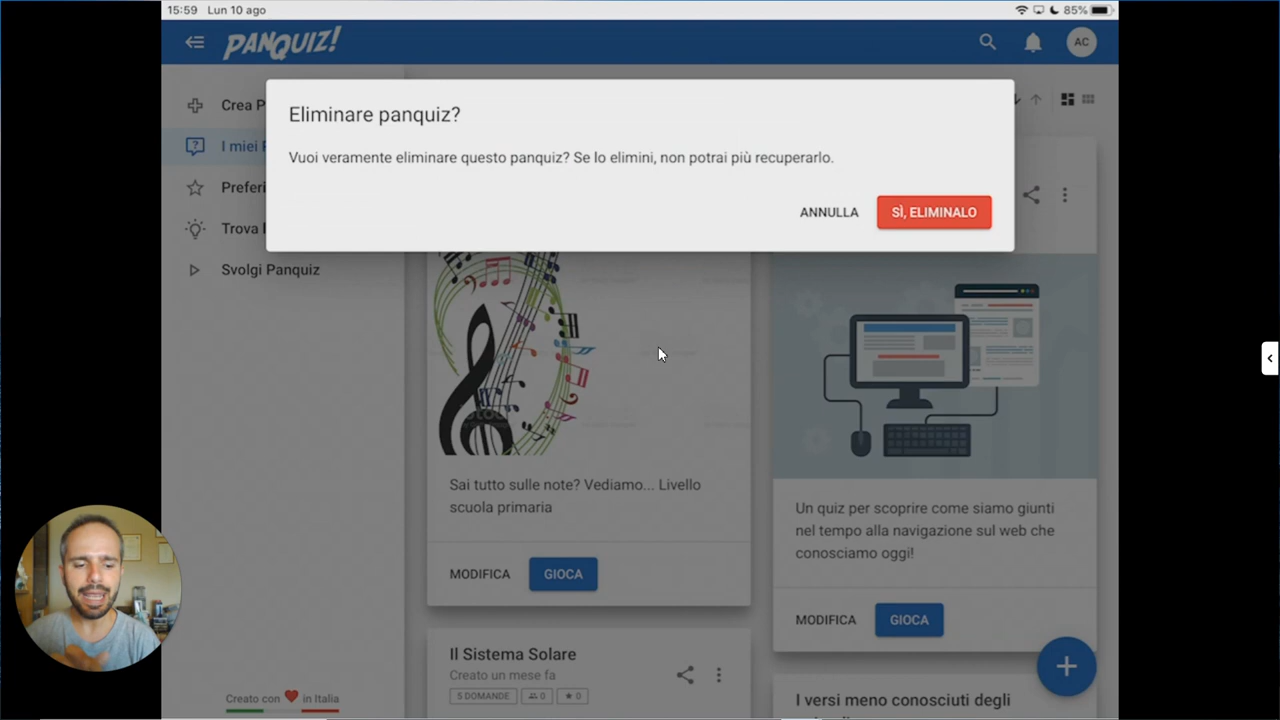 15:59 Lun 10 ago
85%
PANQUIZ!
AC
Eliminare panquiz?
Vuoi veramente eliminare questo panquiz? Se lo elimini, non potrai più recuperarlo.
ANNULLA
SÌ, ELIMINALO
Crea P
I miei
Preferi
Trova
Svolgi Panquiz
Sai tutto sulle note? Vediamo... Livello
scuola primaria
MODIFICA
GIOCA
Un quiz per scoprire come siamo giunti
nel tempo alla navigazione sul web che
conosciamo oggi!
MODIFICA
GIOCA
Il Sistema Solare
Creato un mese fa
5 DOMANDE
0
0
I versi meno conosciuti degli
Creato con in Italia